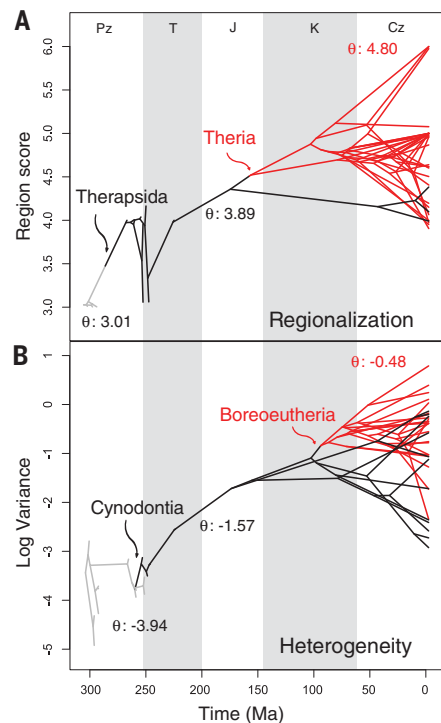 A
Pz T J K Cz
6.0
θ: 4.80
5.5
Region score
5.0
Theria
4.5
Therapsida
4.0
θ: 3.89
3.5
3.0
θ: 3.01
Regionalization
B
1
θ: -0.48
0
Boreoeutheria
Log Variance
-1
-2
Cynodontia
θ: -1.57
-3
-4
θ: -3.94
-5
Heterogeneity
300 250 200 150 100 50 0
Time (Ma)